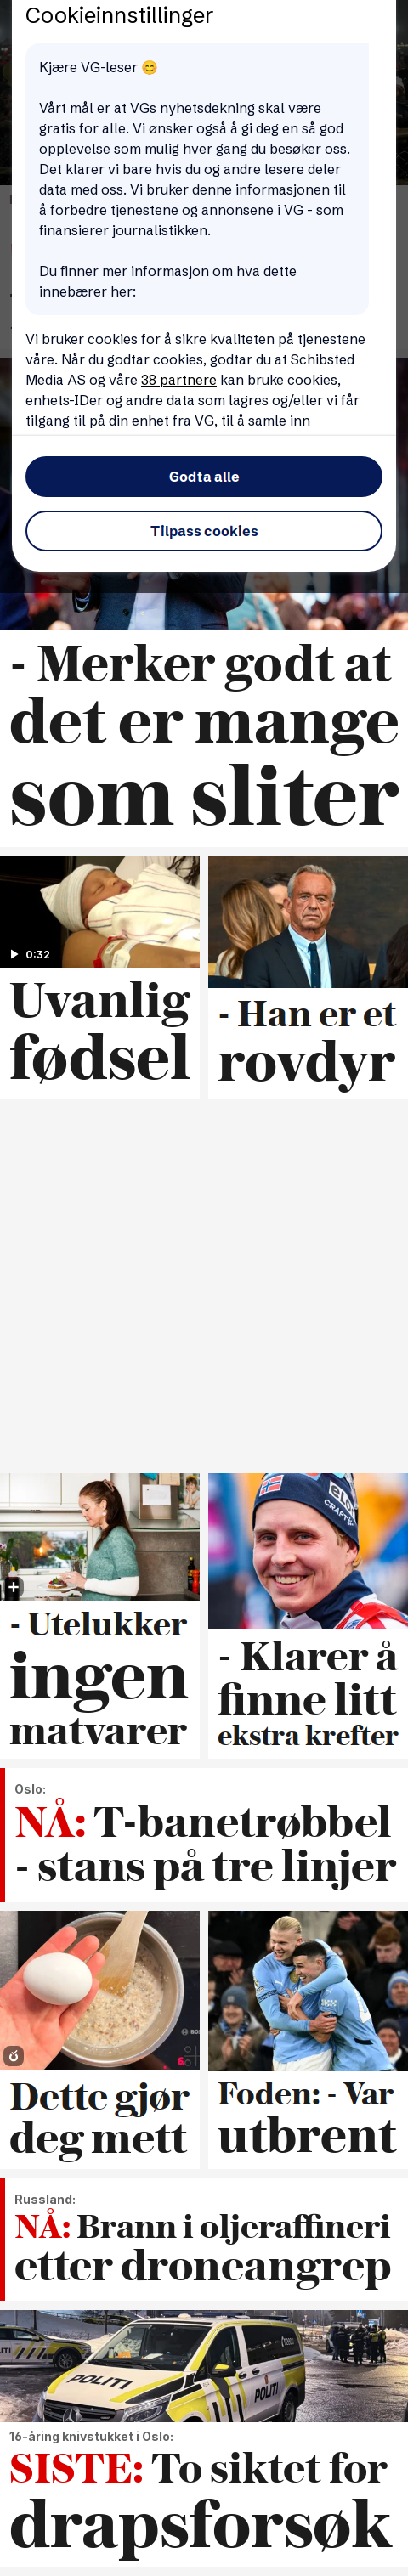 Cookieinnstillinger
Kjære VG-leser 😊
Vårt mål er at VGs nyhetsdekning skal være
gratis for alle. Vi ønsker også å gi deg en så god
opplevelse som mulig hver gang du besøker oss.
Det klarer vi bare hvis du og andre lesere deler
data med oss. Vi bruker denne informasjonen til
å forbedre tjenestene og annonsene i VG - som
finansierer journalistikken.
Du finner mer informasjon om hva dette
innebærer her:
Vi bruker cookies for å sikre kvaliteten på tjenestene
våre. Når du godtar cookies, godtar du at Schibsted
Media AS og våre 38 partnere kan bruke cookies,
enhets-IDer og andre data som lagres og/eller vi får
tilgang til på din enhet fra VG, til å samle inn
Godta alle
Tilpass cookies
- Merker godt at
det er mange
som sliter
0:32
Uvanlig
fødsel
- Han er et
rovdyr
- Utelukker
ingen
matvarer
CRAFT
- Klarer å
finne litt
ekstra krefter
Oslo:
NÅ: T-banetrøbbel
- stans på tre linjer
Dette gjør
deg mett
Foden: - Var
utbrent
Russland:
NÅ: Brann i oljeraffineri
etter droneangrep
POLITI
POLITI
16-åring knivstukket i Oslo:
SISTE: To siktet for
drapsforsøk